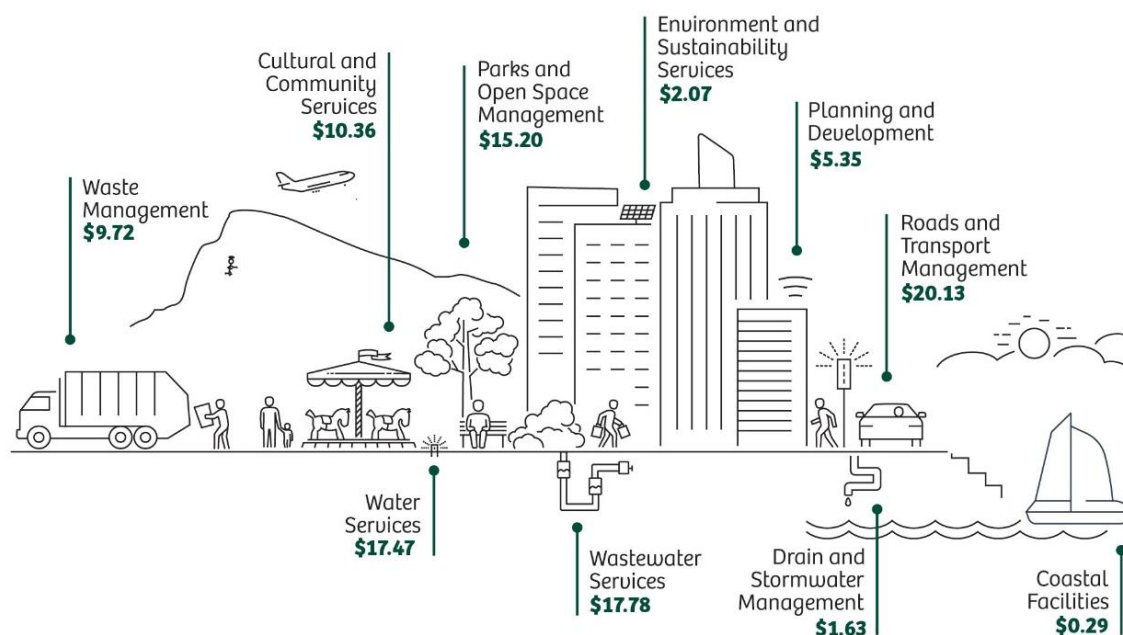 Environment and
Sustainability
Services
$2.07
Cultural and
Community
Services
$10.36
Parks and
Open Space
Management
$15.20
Planning and
Development
$5.35
Waste
Management
$9.72
Roads and
Transport
Management
$20.13
Water
Services
$17.47
Wastewater
Services
$17.78
Drain and
Stormwater
Management
$1.63
Coastal
Facilities
$0.29